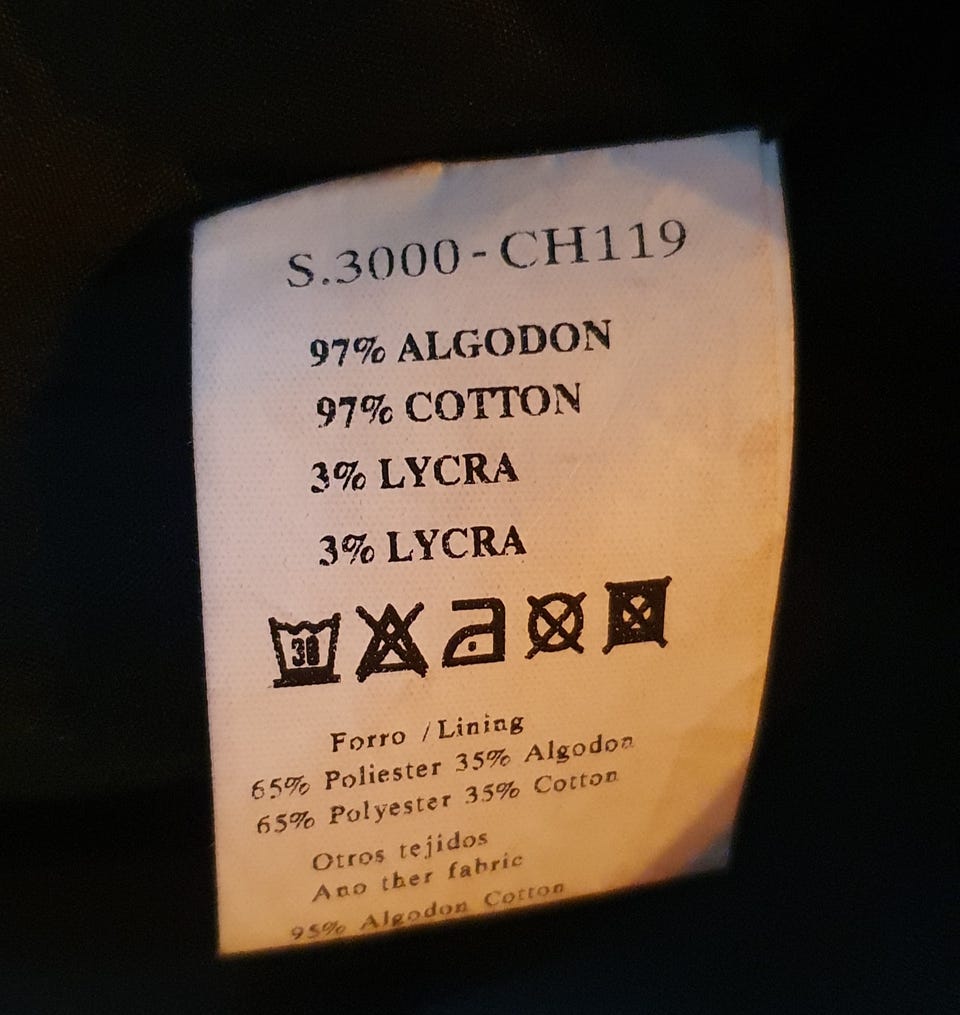 S.3000-CH119
97% ALGODON
97% COTTON
3% LYCRA
3% LYCRA
30
Forro / Lining
65% Poliester 35% Algodon
65% Polyester 35% Cotton
Otros tejidos
Ano ther fabric
95% Algodon Cotton